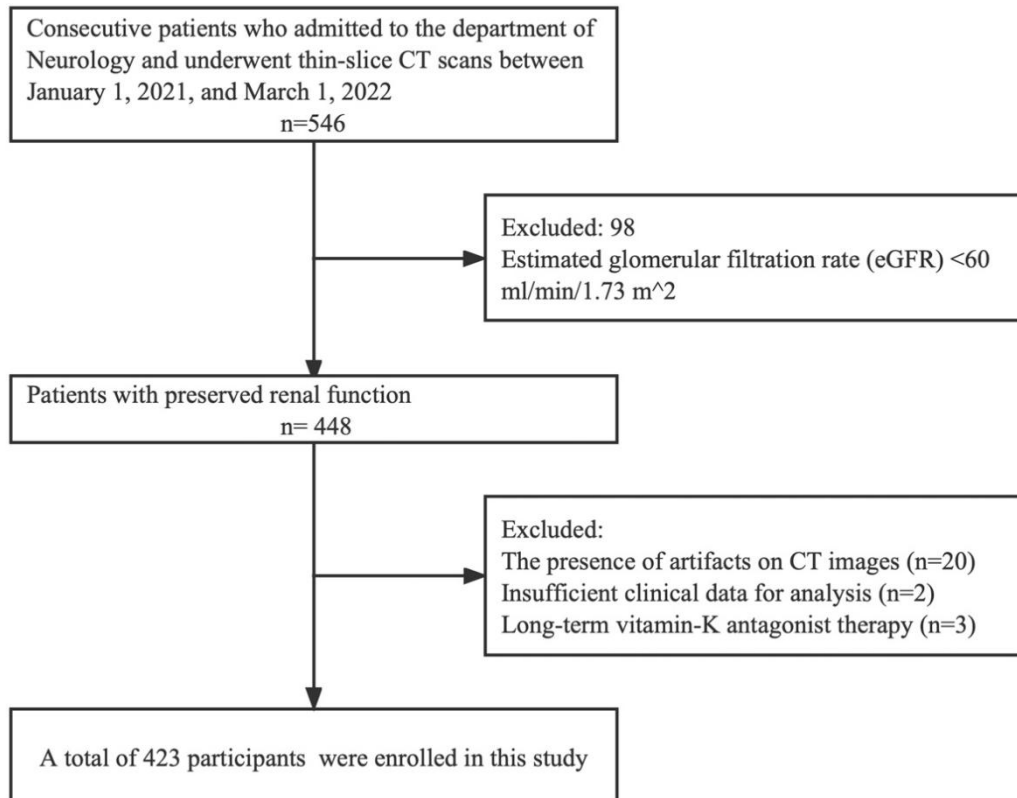 Consecutive patients who admitted to the department of
Neurology and underwent thin-slice CT scans between
January 1, 2021, and March 1, 2022
n=546
Excluded: 98
Estimated glomerular filtration rate (eGFR) <60
ml/min/1.73 m^2
Patients with preserved renal function
n= 448
Excluded:
The presence of artifacts on CT images (n=20)
Insufficient clinical data for analysis (n=2)
Long-term vitamin-K antagonist therapy (n=3)
A total of 423 participants were enrolled in this study